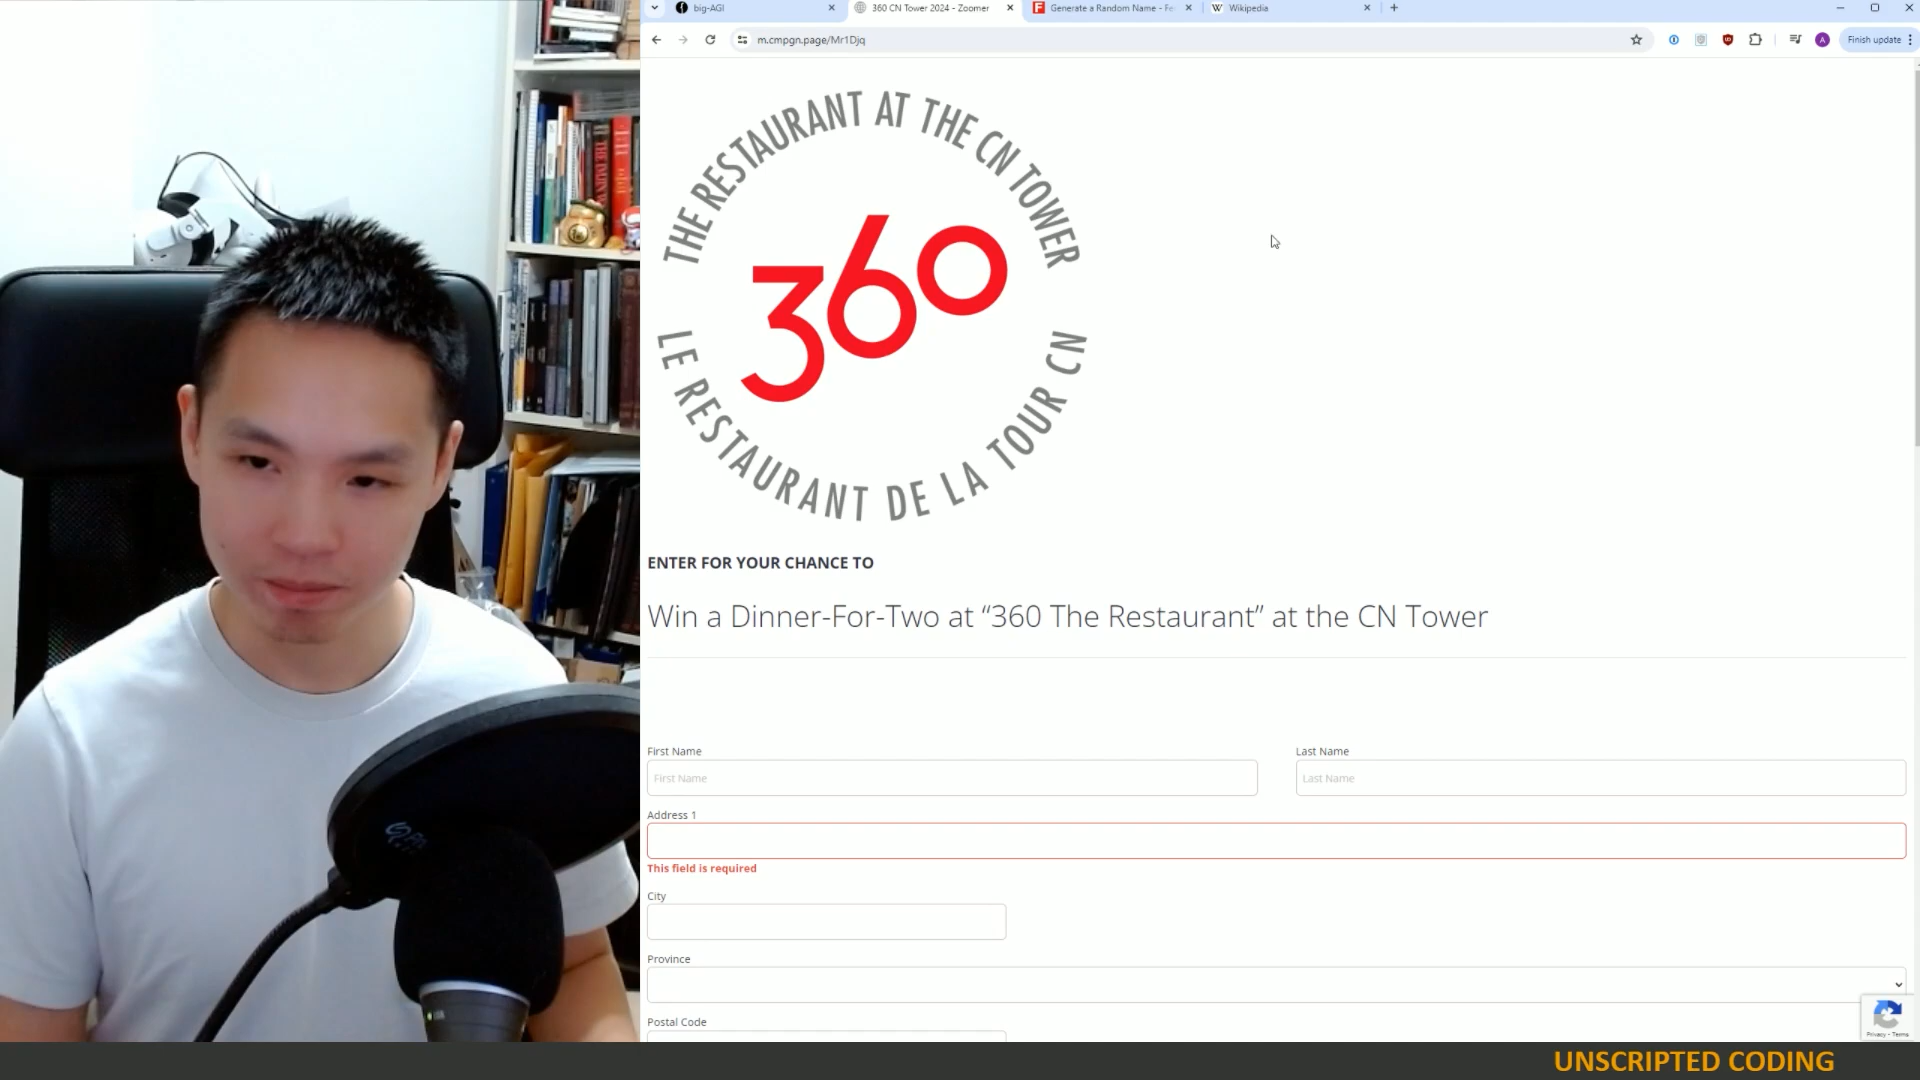 big-AGI
360 CN Tower 2024 - Zoomer
Generate a Random Name - Fe
Wikipedia
m.cmpgn.page/Mr1Djq
Finish update
THE RESTAURANT AT THE CN TOWER
360
LE RESTAURANT DE LA TOUR CN
ENTER FOR YOUR CHANCE TO
Win a Dinner-For-Two at “360 The Restaurant” at the CN Tower
First Name
Last Name
First Name
Last Name
Address 1
This field is required
City
Province
Postal Code
Privacy - Terms
UNSCRIPTED CODING